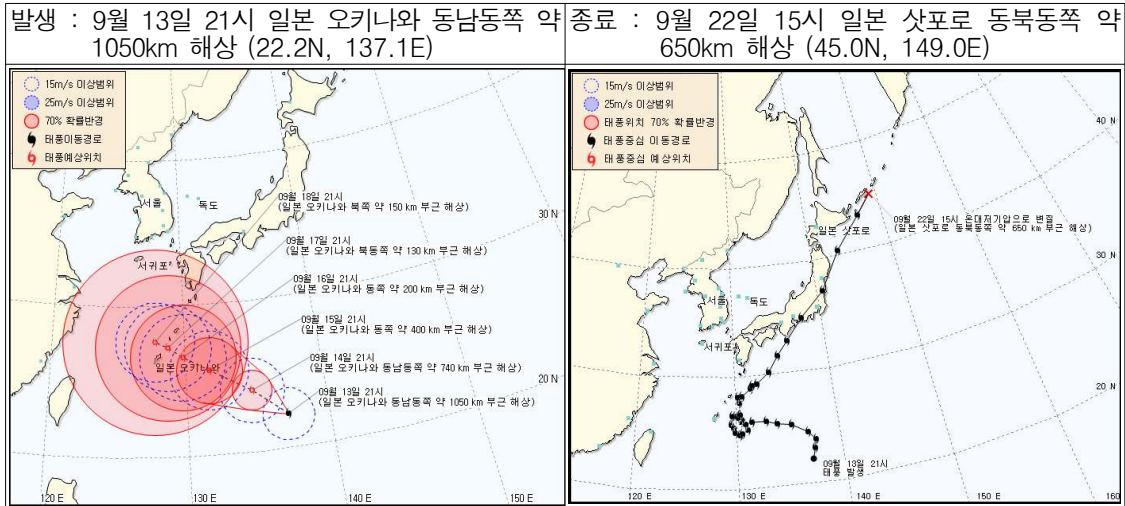 발생 : 9월 13일 21시 일본 오키나와 동남동쪽 약
1050km 해상 (22.2N, 137.1E)
종료 : 9월 22일 15시 일본 삿포로 동북동쪽 약
650km 해상 (45.0N, 149.0E)
15m/s 이상범위
25m/s 이상범위
70% 확률반경
태풍이동경로
태풍예상위치
서울
독도
서귀포
일본 오키나와
09월 18일 21시
(일본 오키나와 북쪽 약 150 km 부근 해상)
09월 17일 21시
(일본 오키나와 북동쪽 약 130 km 부근 해상)
09월 16일 21시
(일본 오키나와 동쪽 약 200 km 부근 해상)
09월 15일 21시
(일본 오키나와 동쪽 약 400 km 부근 해상)
09월 14일 21시
(일본 오키나와 동남동쪽 약 740 km 부근 해상)
09월 13일 21시
(일본 오키나와 동남동쪽 약 1050 km 부근 해상)
30 N
20 N
120 E
130 E
140 E
150 E
15m/s 이상범위
25m/s 이상범위
태풍위치 70% 확률반경
태풍중심 이동경로
태풍중심 예상위치
40 N
일본 삿포로
09월 22일 15시 온대저기압으로 변질
(일본 삿포로 동북동쪽 약 650 km 부근 해상)
30 N
서울
독도
서귀포
20 N
09월 13일 21시
태풍 발생
120 E
130 E
140 E
150 E
160